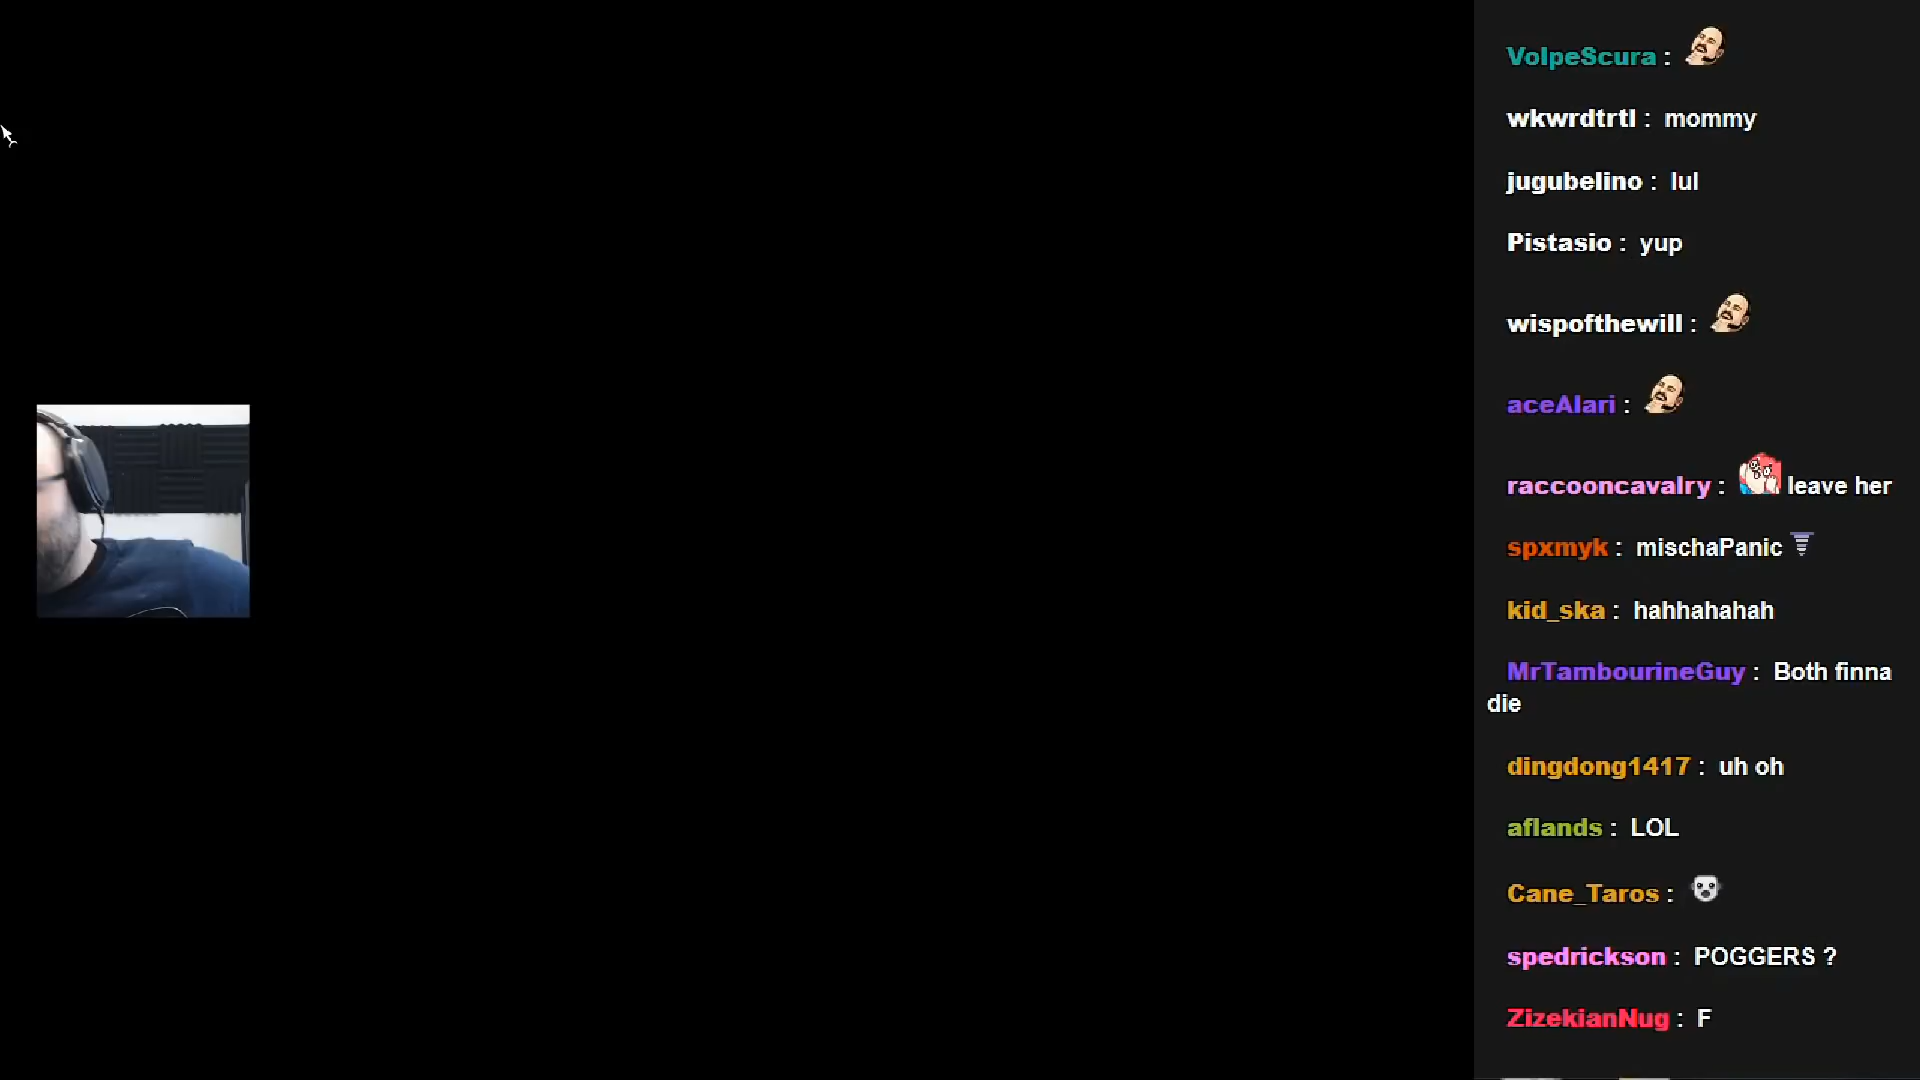 VolpeScura :
wkwrdtrtl : mommy
jugubelino : lul
Pistasio : yup
wispofthewill :
aceAlari :
raccooncavalry : leave her
spxmyk : mischaPanic
kid_ska : hahhahahah
MrTambourineGuy : Both finna
die
dingdong1417 : uh oh
aflands : LOL
Cane_Taros :
spedrickson : POGGERS ?
ZizekianNug : F